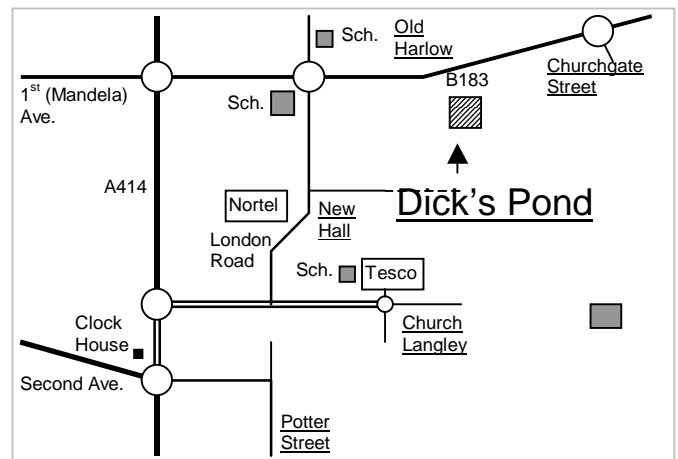 Sch.
Old
Harlow
Churchgate
Street
B183
1st (Mandela)
Ave.
Sch.
A414
Nortel
New
Hall
Dick's Pond
London
Road
Sch.
Tesco
Clock
House
Church
Langley
Second Ave.
Potter
Street